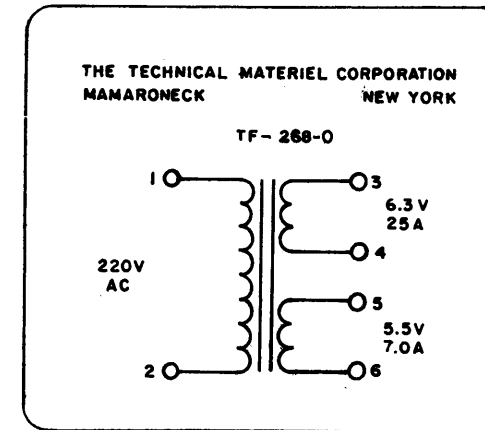 THE TECHNICAL MATERIEL CORPORATION
MAMARONECK NEW YORK
TF-268-0
1
3
6.3 V
25 A
4
220V
AC
5
5.5V
7.0A
2
6